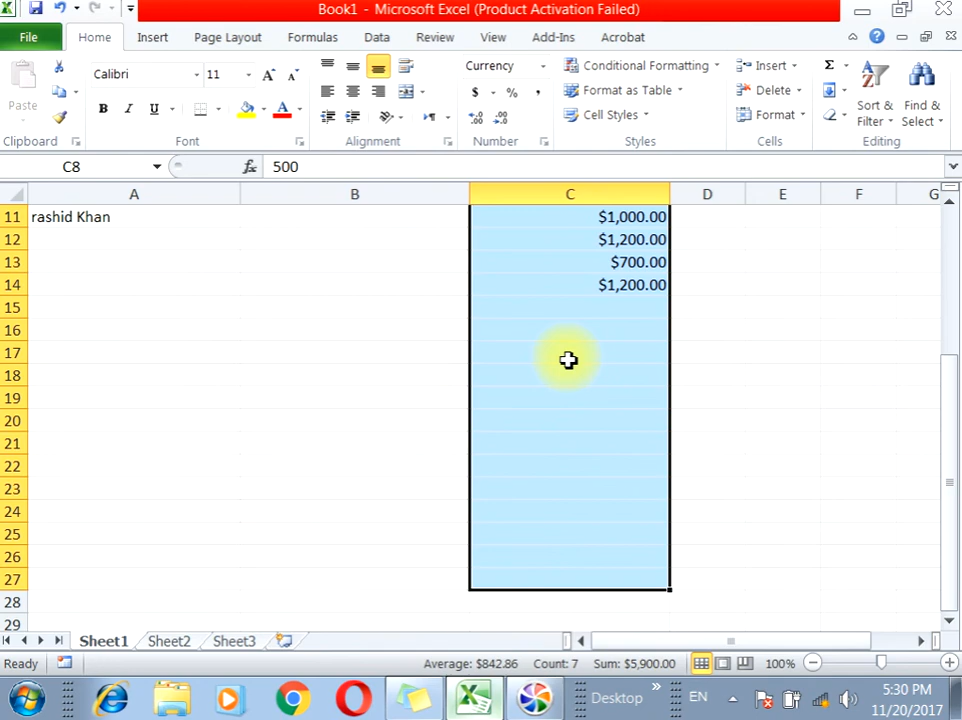 Book1 - Microsoft Excel (Product Activation Failed)
File Home Insert Page Layout Formulas Data Review View Add-Ins Acrobat
Paste
Calibri 11
B I U A
Currency
$ % ,
Conditional Formatting
Format as Table
Cell Styles
Insert
Delete
Format
Σ
Sort & Filter
Find & Select
Clipboard Font Alignment Number Styles Cells Editing
C8 fx 500
A B C D E F G
11 rashid Khan $1,000.00
12 $1,200.00
13 $700.00
14 $1,200.00
15
16
17
18
19
20
21
22
23
24
25
26
27
28
29
Sheet1 Sheet2 Sheet3
Ready Average: $842.86 Count: 7 Sum: $5,900.00 100%
Desktop » EN 5:30 PM
11/20/2017